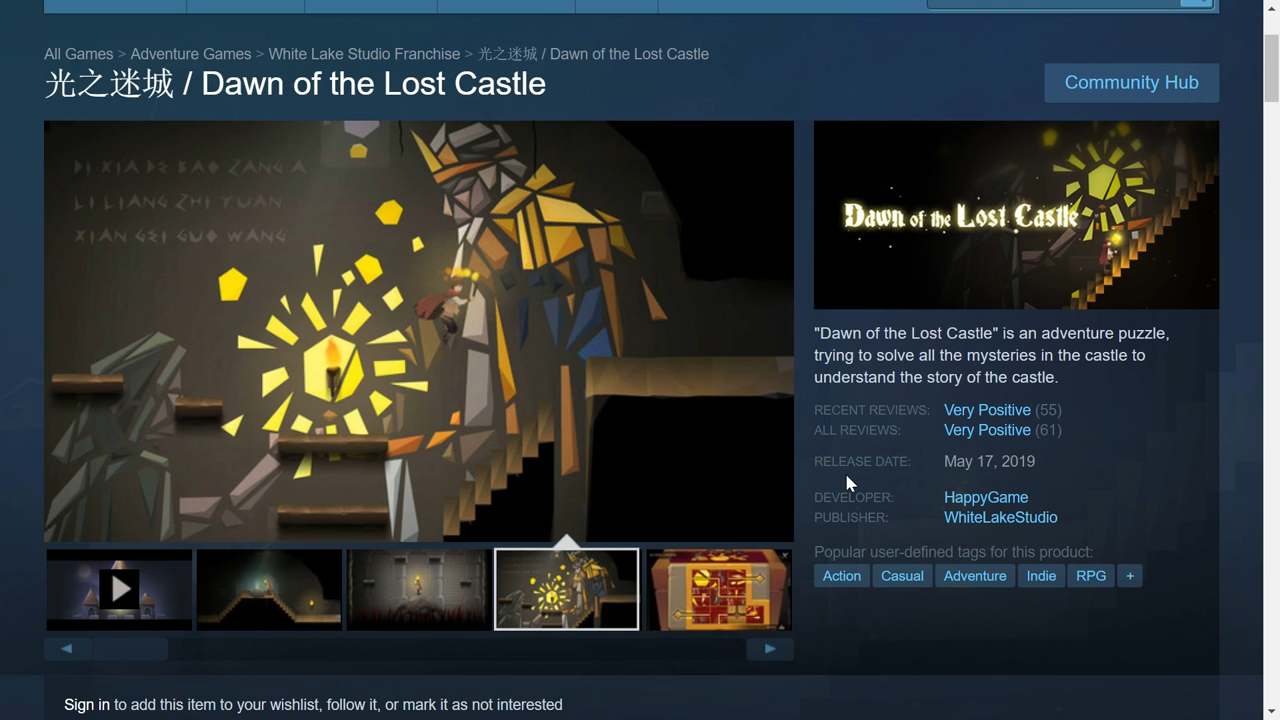 All Games > Adventure Games > White Lake Studio Franchise > 光之迷城 / Dawn of the Lost Castle
光之迷城 / Dawn of the Lost Castle
Community Hub
DI XIA DE BAO ZANG A
LI LIANG ZHI YUAN
XIAN GEI GUO WANG
Dawn of the Lost Castle
"Dawn of the Lost Castle" is an adventure puzzle,
trying to solve all the mysteries in the castle to
understand the story of the castle.
RECENT REVIEWS: Very Positive (55)
ALL REVIEWS: Very Positive (61)
RELEASE DATE: May 17, 2019
DEVELOPER: HappyGame
PUBLISHER: WhiteLakeStudio
Popular user-defined tags for this product:
Action Casual Adventure Indie RPG +
Sign in to add this item to your wishlist, follow it, or mark it as not interested